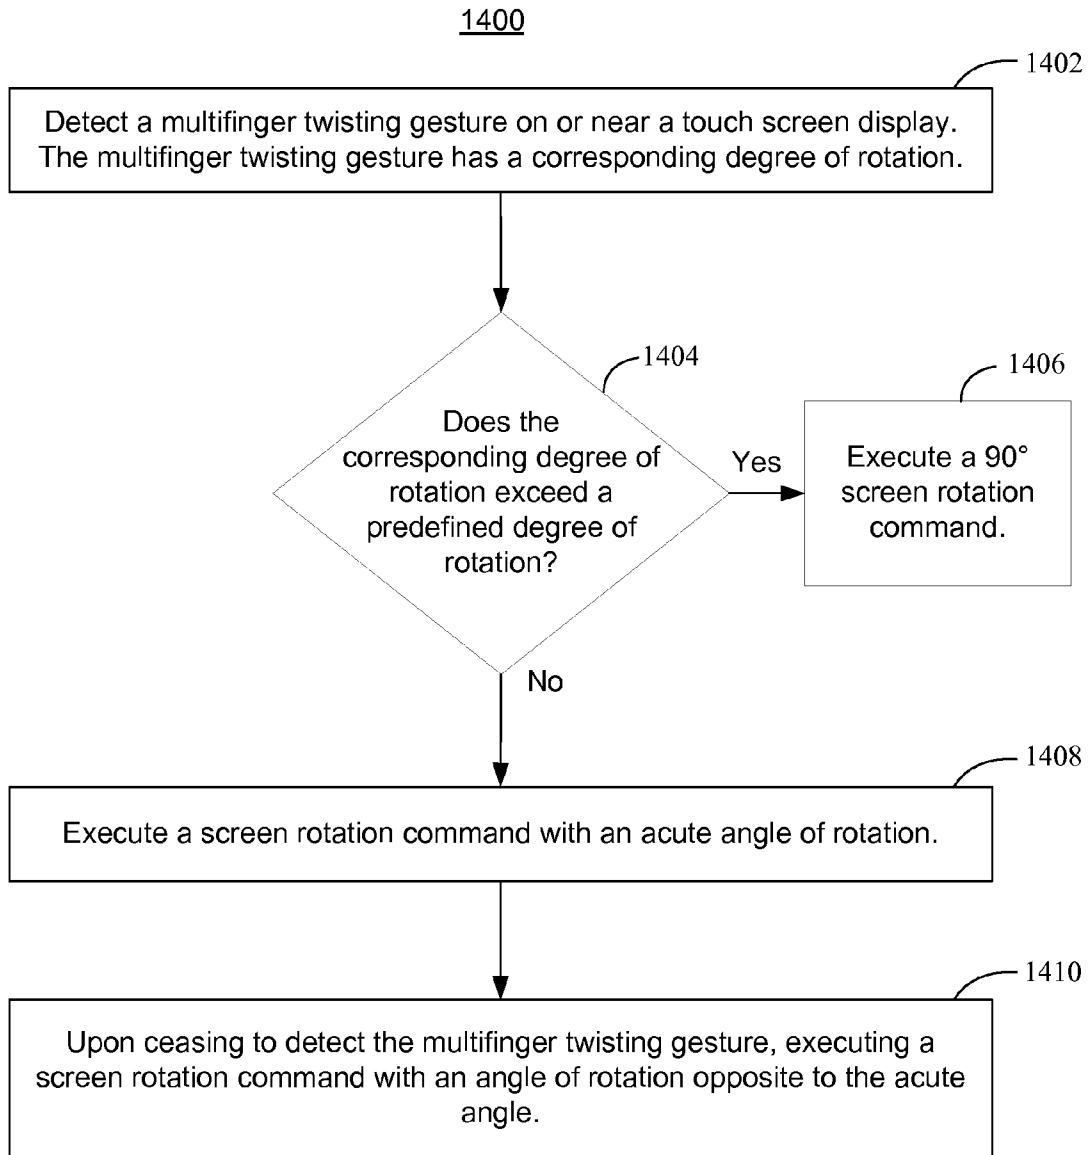 1400
1402
Detect a multifinger twisting gesture on or near a touch screen display.
The multifinger twisting gesture has a corresponding degree of rotation.
1404
Does the
corresponding degree of
rotation exceed a
predefined degree of
rotation?
Yes
1406
Execute a 90°
screen rotation
command.
No
1408
Execute a screen rotation command with an acute angle of rotation.
1410
Upon ceasing to detect the multifinger twisting gesture, executing a
screen rotation command with an angle of rotation opposite to the acute
angle.